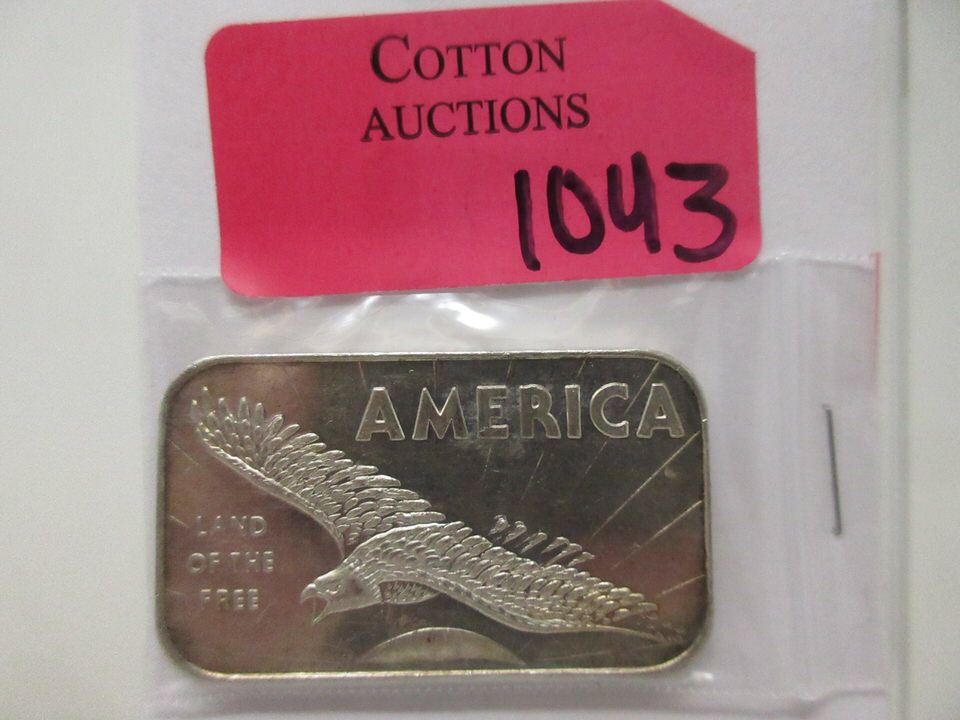 COTTON
AUCTIONS
1043
AMERICA
LAND
OF THE
FREE